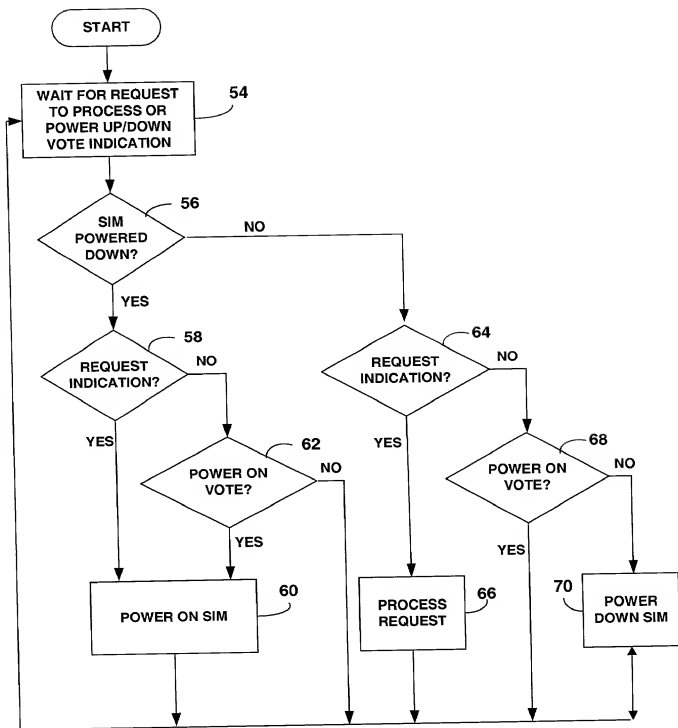 START
WAIT FOR REQUEST
TO PROCESS OR
POWER UP/DOWN
VOTE INDICATION
54
56
SIM
POWERED
DOWN?
NO
YES
58
REQUEST
INDICATION?
NO
YES
64
REQUEST
INDICATION?
NO
YES
62
POWER ON
VOTE?
NO
YES
68
POWER ON
VOTE?
NO
YES
60
POWER ON SIM
66
PROCESS
REQUEST
70
POWER
DOWN SIM